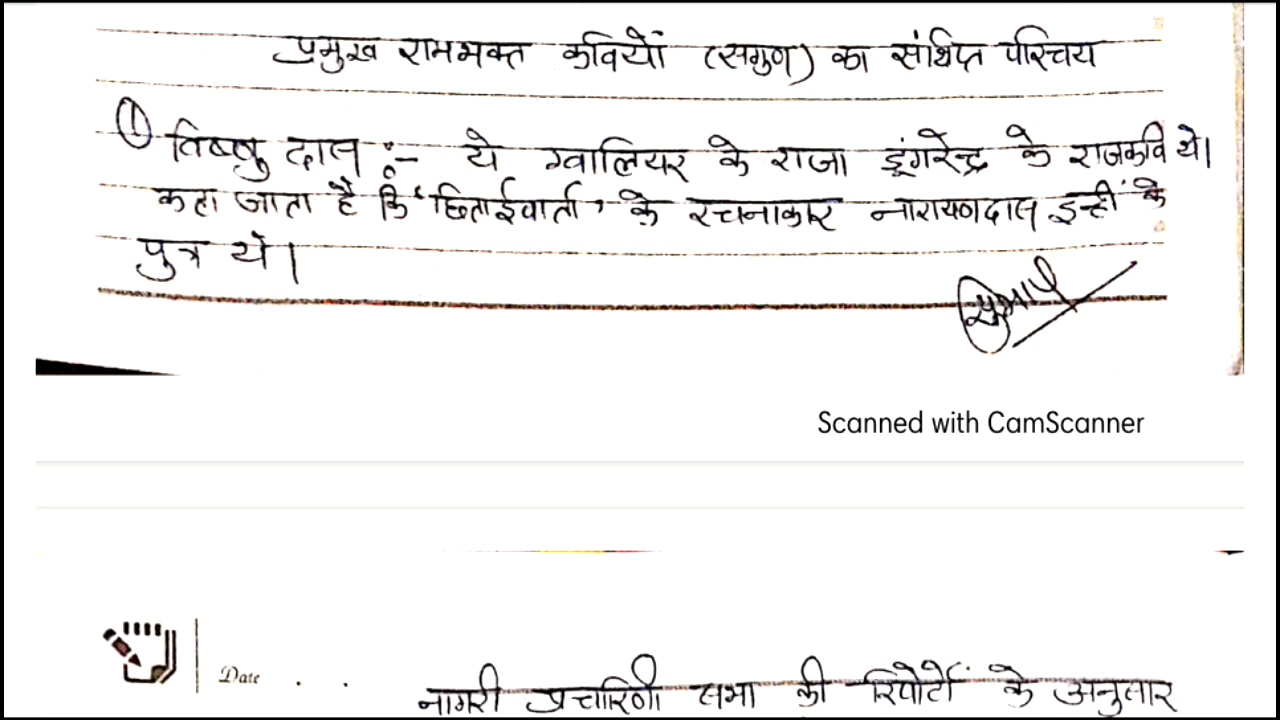 प्रमुख रामभक्त कवियों (सगुण) का संक्षिप्त परिचय
① विष्णु दास :- ये ग्वालियर के राजा डूंगरेन्द्र के राजकवि थे।
कहा जाता है कि 'छिताईवार्ता' के रचनाकार नारायणदास इन्हीं के
पुत्र थे।
Scanned with CamScanner
Date . .
नागरी प्रचारिणी सभा की रिपोर्टों के अनुसार